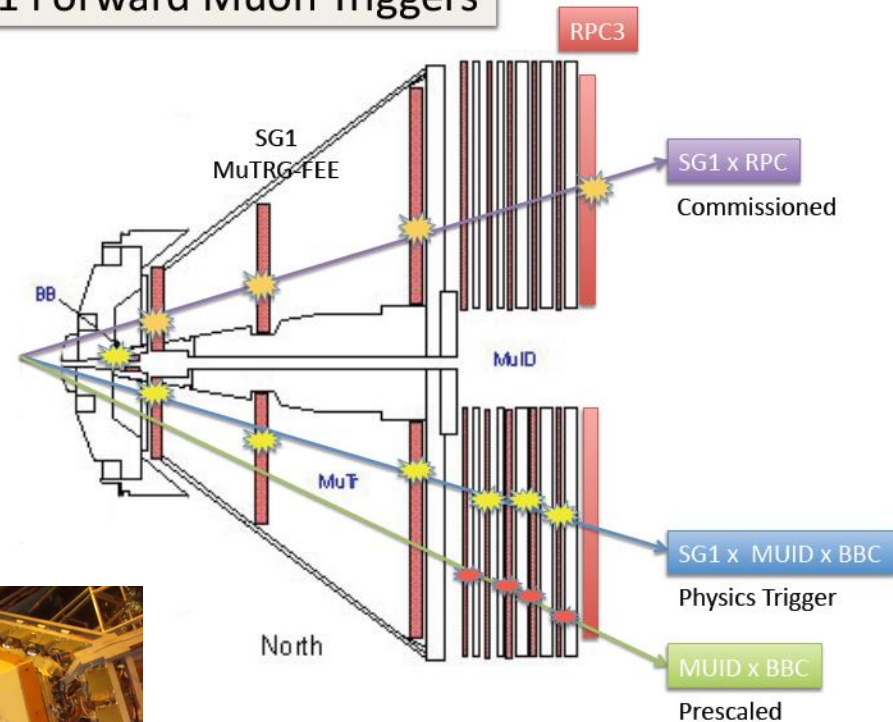 1 Forward Muon Triggers
RPC3
SG1
MuTRG-FEE
SG1 x RPC
Commissioned
BB
MuID
MuTr
SG1 x MUID x BBC
Physics Trigger
North
MUID x BBC
Prescaled